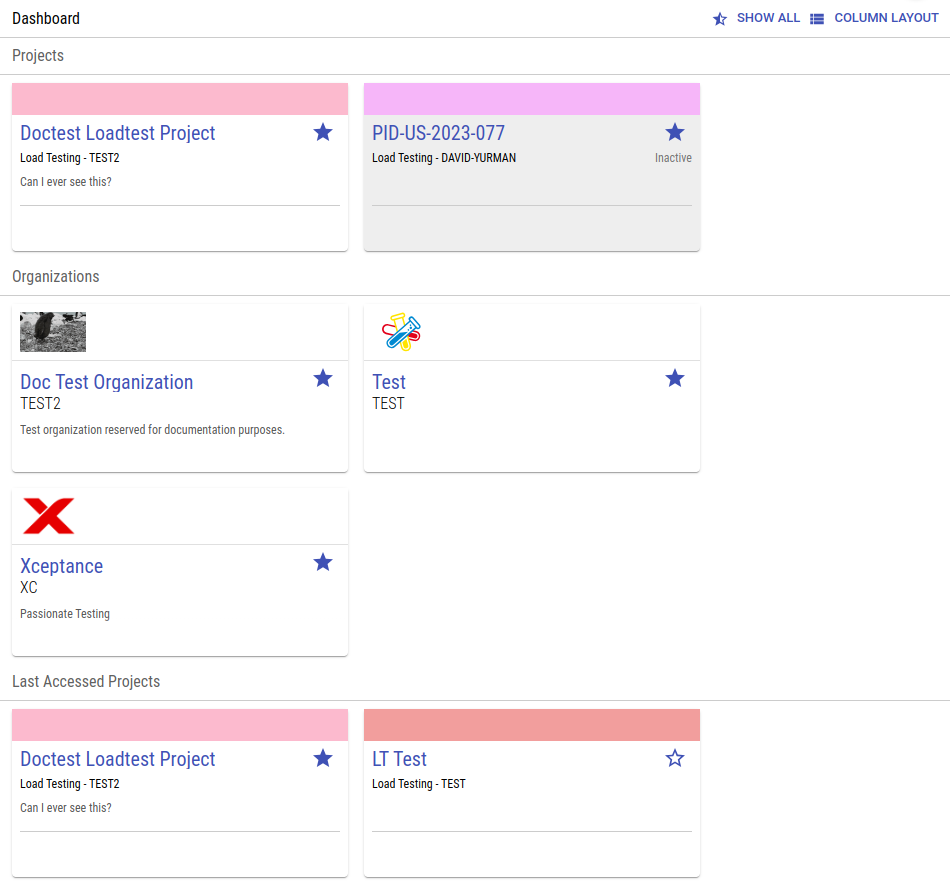 Dashboard
SHOW ALL
COLUMN LAYOUT
Projects
Doctest Loadtest Project
Load Testing - TEST2
Can I ever see this?
PID-US-2023-077
Load Testing - DAVID-YURMAN
Inactive
Organizations
Doc Test Organization
TEST2
Test organization reserved for documentation purposes.
Test
TEST
Xceptance
XC
Passionate Testing
Last Accessed Projects
Doctest Loadtest Project
Load Testing - TEST2
Can I ever see this?
LT Test
Load Testing - TEST